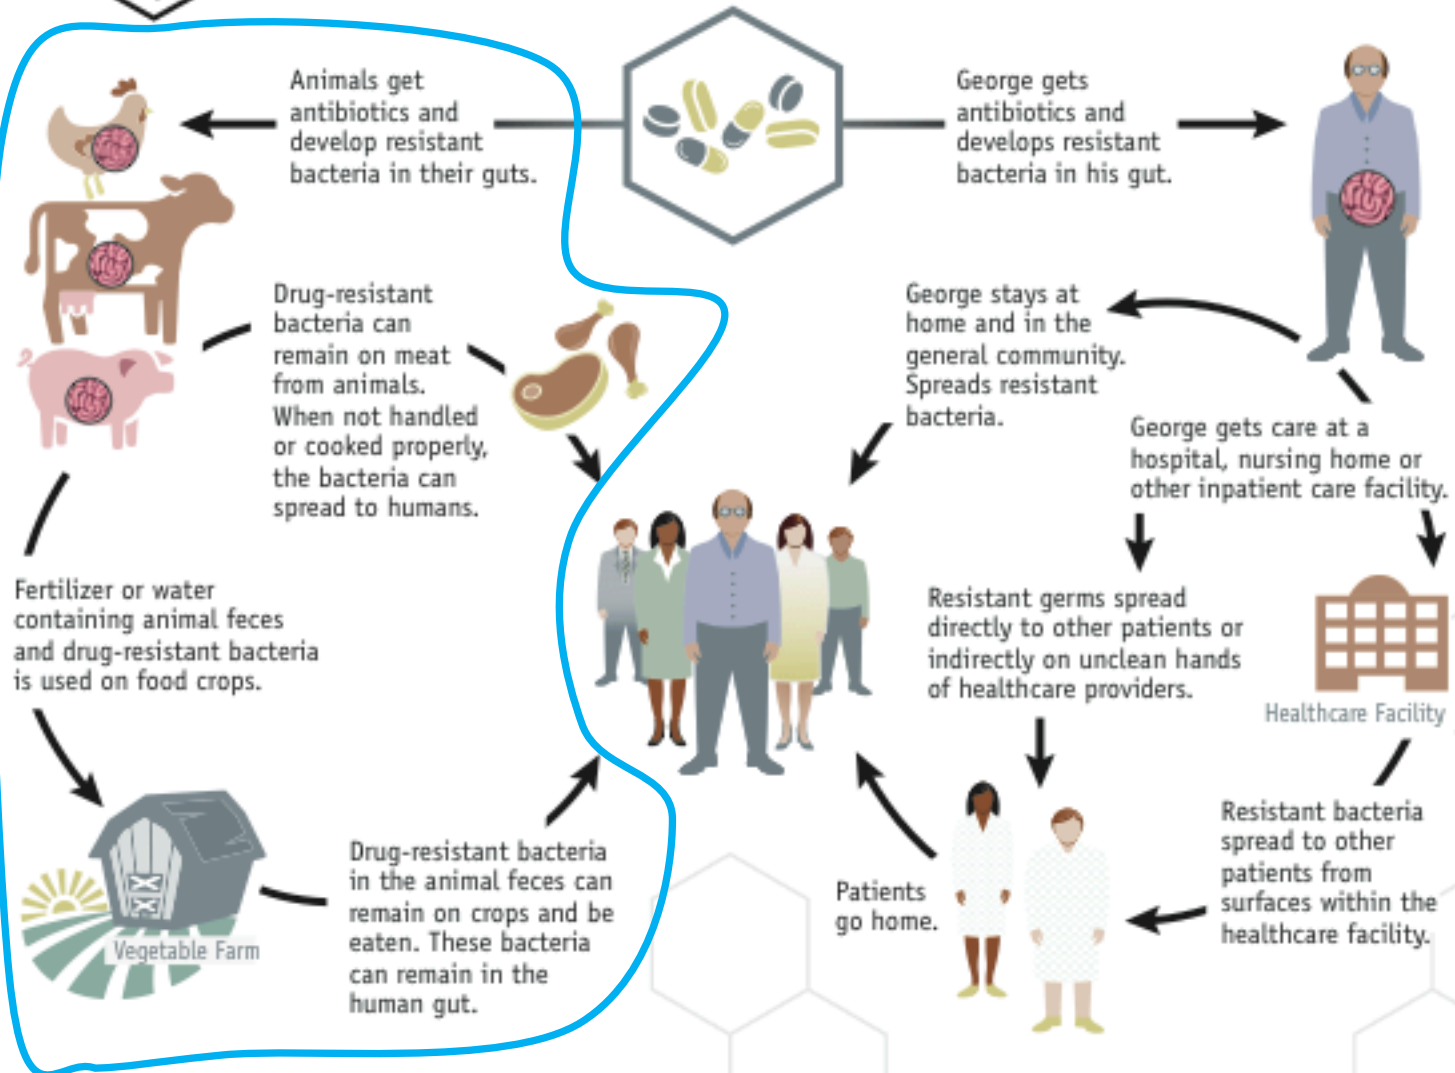 Animals get
antibiotics and
develop resistant
bacteria in their guts.
George gets
antibiotics and
develops resistant
bacteria in his gut.
Drug-resistant
bacteria can
remain on meat
from animals.
When not handled
or cooked properly,
the bacteria can
spread to humans.
George stays at
home and in the
general community.
Spreads resistant
bacteria.
George gets care at a
hospital, nursing home or
other inpatient care facility.
Fertilizer or water
containing animal feces
and drug-resistant bacteria
is used on food crops.
Resistant germs spread
directly to other patients or
indirectly on unclean hands
of healthcare providers.
Healthcare Facility
Vegetable Farm
Drug-resistant bacteria
in the animal feces can
remain on crops and be
eaten. These bacteria
can remain in the
human gut.
Patients
go home.
Resistant bacteria
spread to other
patients from
surfaces within the
healthcare facility.